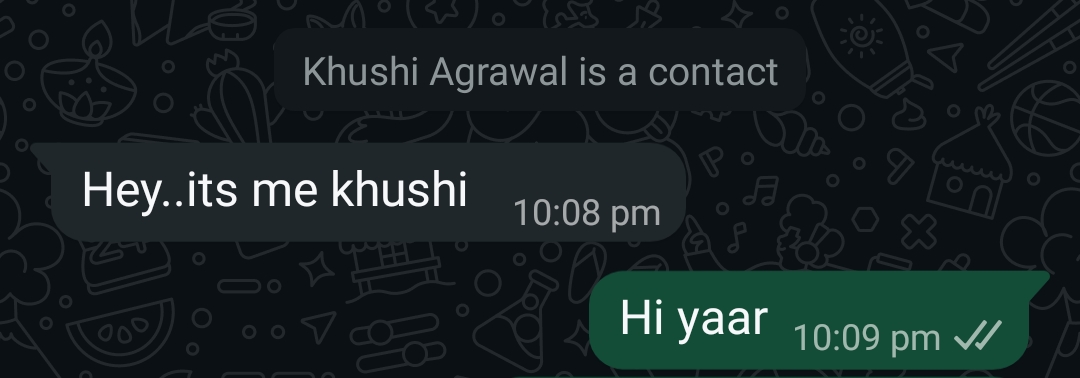 Khushi Agrawal is a contact
Hey..its me khushi
10:08 pm
Hi yaar
10:09 pm